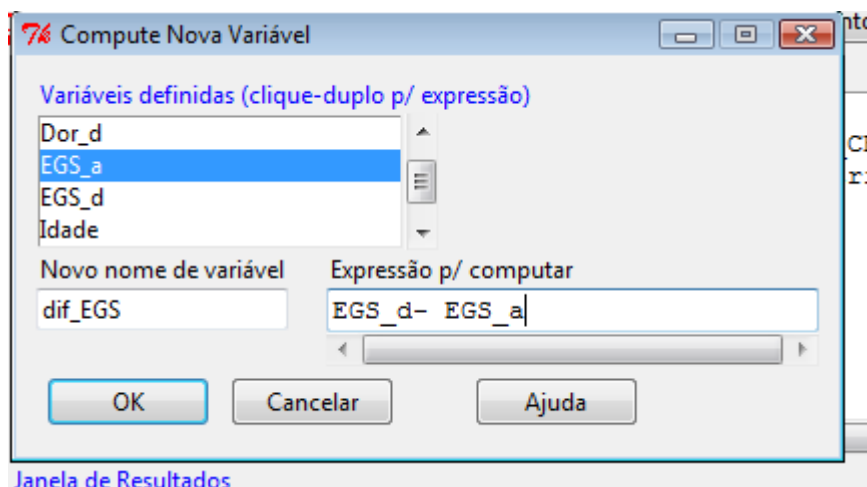 Compute Nova Variável
Variáveis definidas (clique-duplo p/ expressão)
Dor_d
EGS_a
EGS_d
Idade
Novo nome de variável Expressão p/ computar
dif_EGS EGS_d- EGS_a
OK Cancelar Ajuda
Janela de Resultados